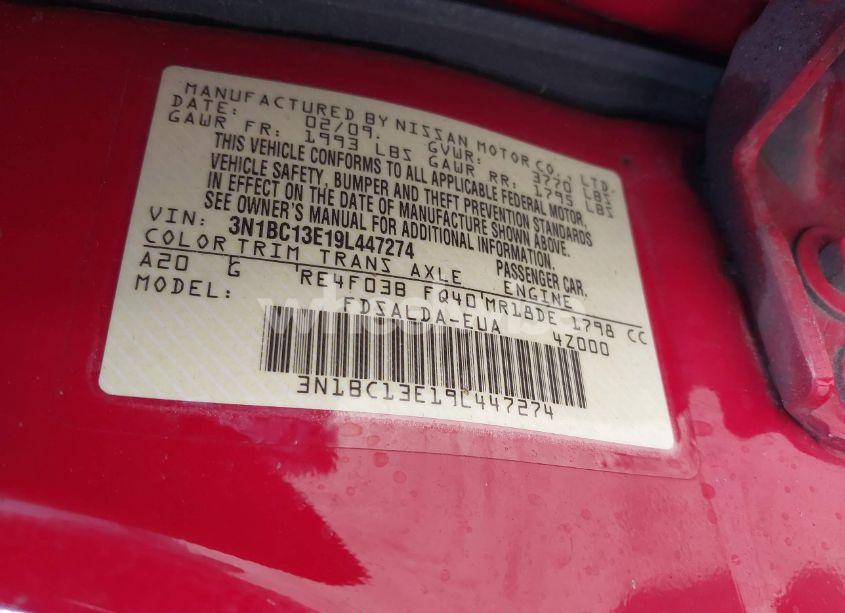 MANUFACTURED BY NISSAN MOTOR CO., LTD.
DATE: 02/09. GVWR: 3770 LBS
GAWR FR: 1993 LBS GAWR RR: 1795 LBS
THIS VEHICLE CONFORMS TO ALL APPLICABLE FEDERAL MOTOR
VEHICLE SAFETY, BUMPER AND THEFT PREVENTION STANDARDS
IN EFFECT ON THE DATE OF MANUFACTURE SHOWN ABOVE.
SEE OWNER'S MANUAL FOR ADDITIONAL INFORMATION.
VIN: 3N1BC13E19L447274 PASSENGER CAR.
COLOR TRIM TRANS AXLE ENGINE
A20 G RE4F03B FQ40 MR18DE-1798 CC
MODEL: FDSALDA-EUA 4Z000
3N1BC13E19L447274